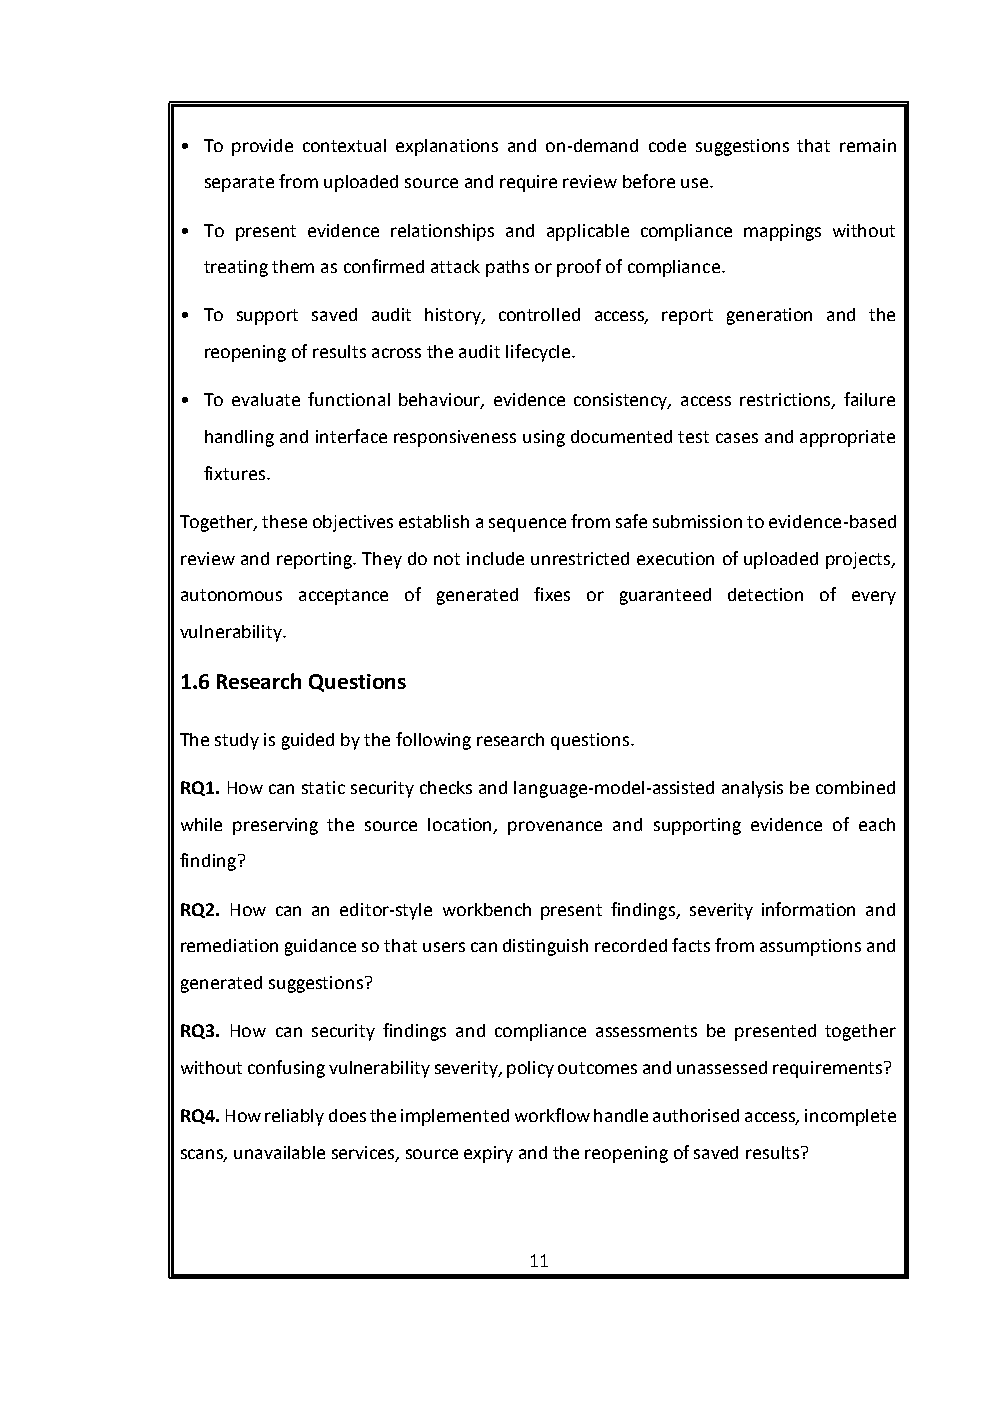 • To provide contextual explanations and on-demand code suggestions that remain
separate from uploaded source and require review before use.
• To present evidence relationships and applicable compliance mappings without
treating them as confirmed attack paths or proof of compliance.
• To support saved audit history, controlled access, report generation and the
reopening of results across the audit lifecycle.
• To evaluate functional behaviour, evidence consistency, access restrictions, failure
handling and interface responsiveness using documented test cases and appropriate
fixtures.
Together, these objectives establish a sequence from safe submission to evidence-based
review and reporting. They do not include unrestricted execution of uploaded projects,
autonomous acceptance of generated fixes or guaranteed detection of every
vulnerability.
1.6 Research Questions
The study is guided by the following research questions.
RQ1. How can static security checks and language-model-assisted analysis be combined
while preserving the source location, provenance and supporting evidence of each
finding?
RQ2. How can an editor-style workbench present findings, severity information and
remediation guidance so that users can distinguish recorded facts from assumptions and
generated suggestions?
RQ3. How can security findings and compliance assessments be presented together
without confusing vulnerability severity, policy outcomes and unassessed requirements?
RQ4. How reliably does the implemented workflow handle authorised access, incomplete
scans, unavailable services, source expiry and the reopening of saved results?
11